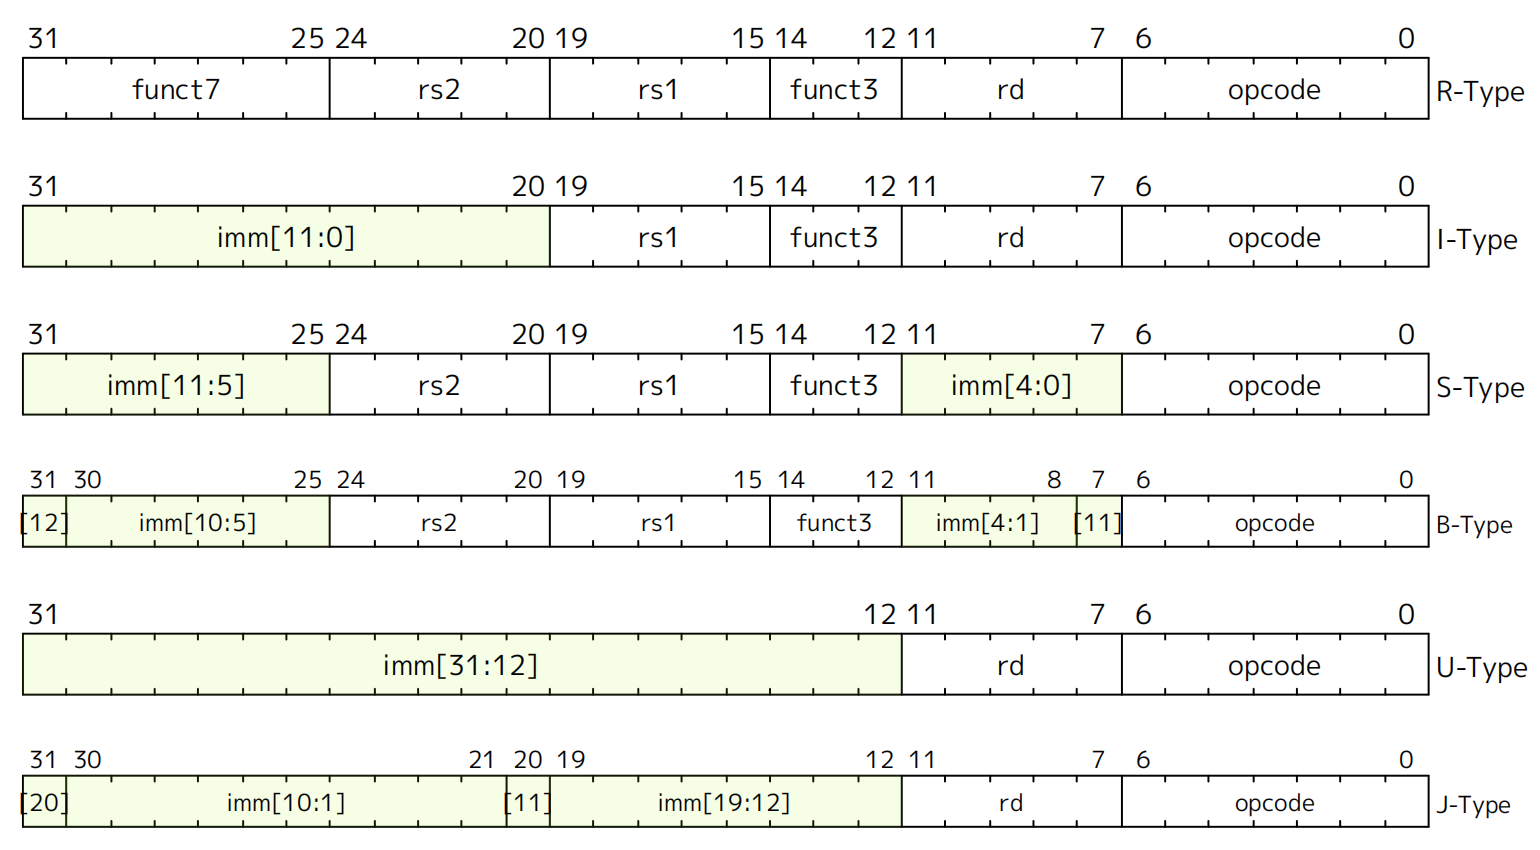 31 25 24 20 19 15 14 12 11 7 6 0
funct7 rs2 rs1 funct3 rd opcode R-Type
31 20 19 15 14 12 11 7 6 0
imm[11:0] rs1 funct3 rd opcode I-Type
31 25 24 20 19 15 14 12 11 7 6 0
imm[11:5] rs2 rs1 funct3 imm[4:0] opcode S-Type
31 30 25 24 20 19 15 14 12 11 8 7 6 0
[12] imm[10:5] rs2 rs1 funct3 imm[4:1] [11] opcode B-Type
31 12 11 7 6 0
imm[31:12] rd opcode U-Type
31 30 21 20 19 12 11 7 6 0
[20] imm[10:1] [11] imm[19:12] rd opcode J-Type